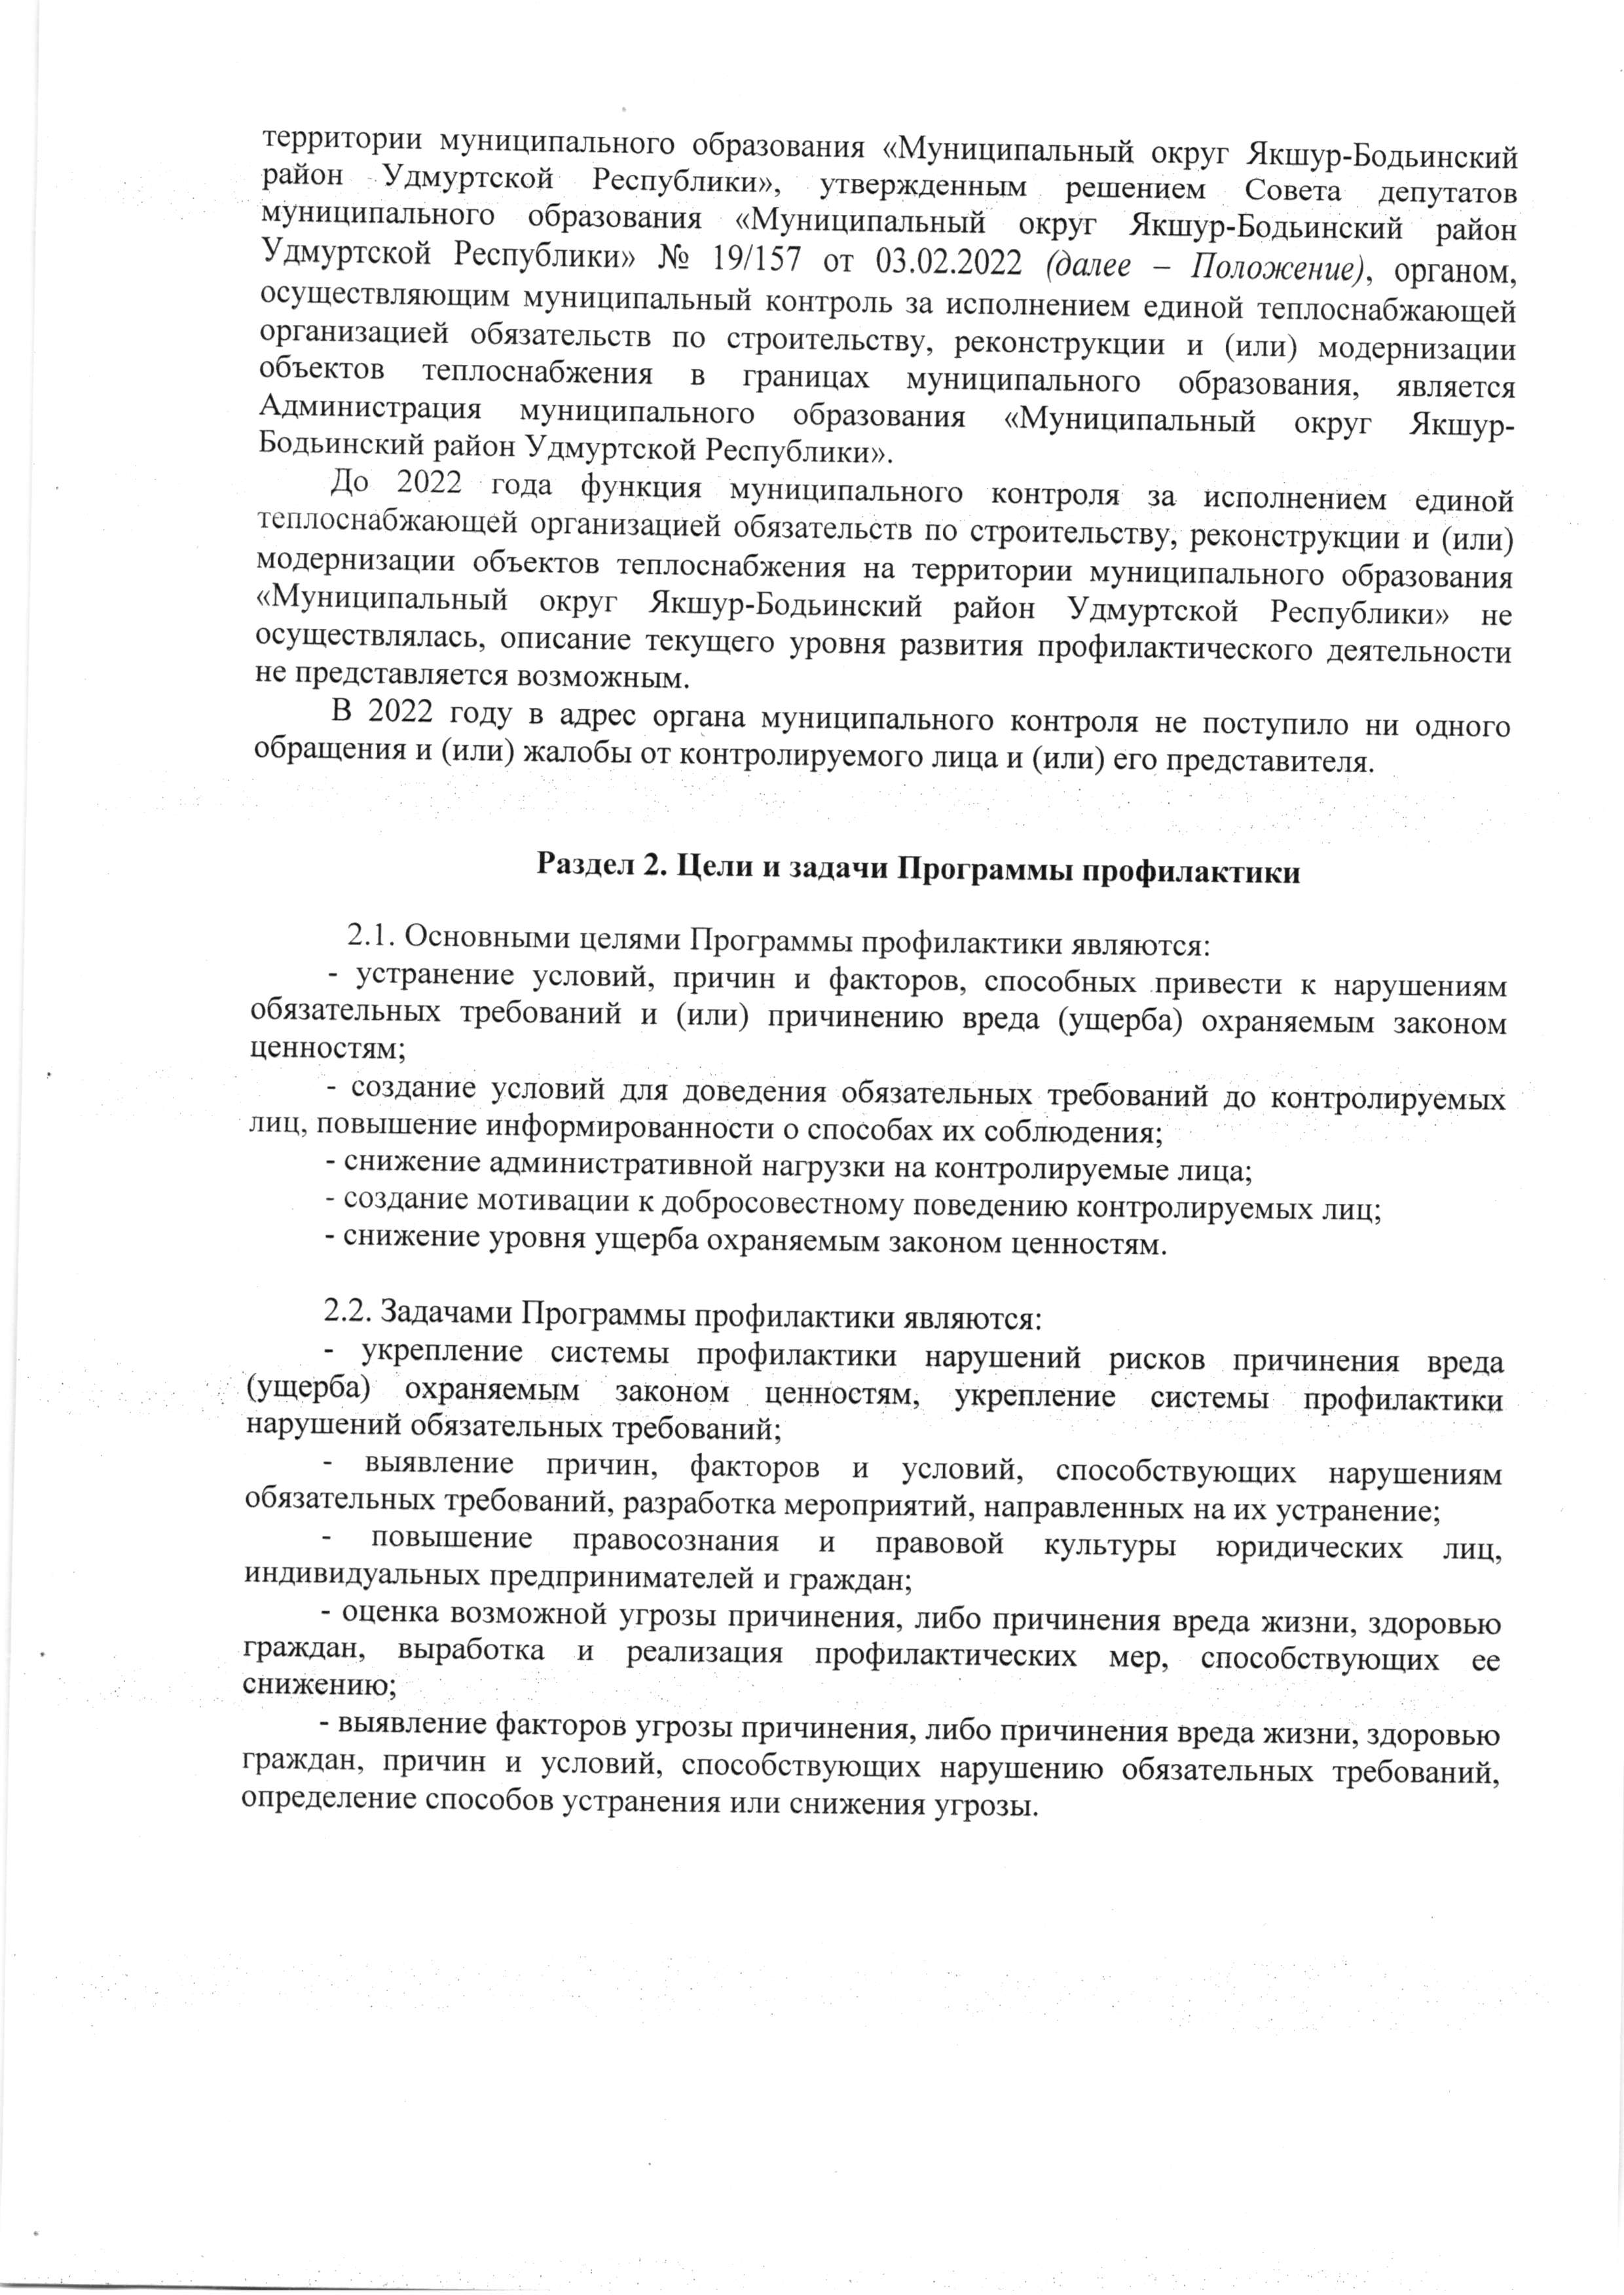 территории муниципального образования «Муниципальный округ Якшур-Бодьинский
район Удмуртской Республики», утвержденным решением Совета депутатов
муниципального образования «Муниципальный округ Якшур-Бодьинский район
Удмуртской Республики» № 19/157 от 03.02.2022 (далее – Положение), органом,
осуществляющим муниципальный контроль за исполнением единой теплоснабжающей
организацией обязательств по строительству, реконструкции и (или) модернизации
объектов теплоснабжения в границах муниципального образования, является
Администрация муниципального образования «Муниципальный округ Якшур-
Бодьинский район Удмуртской Республики».
До 2022 года функция муниципального контроля за исполнением единой
теплоснабжающей организацией обязательств по строительству, реконструкции и (или)
модернизации объектов теплоснабжения на территории муниципального образования
«Муниципальный округ Якшур-Бодьинский район Удмуртской Республики» не
осуществлялась, описание текущего уровня развития профилактического деятельности
не представляется возможным.
В 2022 году в адрес органа муниципального контроля не поступило ни одного
обращения и (или) жалобы от контролируемого лица и (или) его представителя.
Раздел 2. Цели и задачи Программы профилактики
2.1. Основными целями Программы профилактики являются:
- устранение условий, причин и факторов, способных привести к нарушениям
обязательных требований и (или) причинению вреда (ущерба) охраняемым законом
ценностям;
- создание условий для доведения обязательных требований до контролируемых
лиц, повышение информированности о способах их соблюдения;
- снижение административной нагрузки на контролируемые лица;
- создание мотивации к добросовестному поведению контролируемых лиц;
- снижение уровня ущерба охраняемым законом ценностям.
2.2. Задачами Программы профилактики являются:
- укрепление системы профилактики нарушений рисков причинения вреда
(ущерба) охраняемым законом ценностям, укрепление системы профилактики
нарушений обязательных требований;
- выявление причин, факторов и условий, способствующих нарушениям
обязательных требований, разработка мероприятий, направленных на их устранение;
- повышение правосознания и правовой культуры юридических лиц,
индивидуальных предпринимателей и граждан;
- оценка возможной угрозы причинения, либо причинения вреда жизни, здоровью
граждан, выработка и реализация профилактических мер, способствующих ее
снижению;
- выявление факторов угрозы причинения, либо причинения вреда жизни, здоровью
граждан, причин и условий, способствующих нарушению обязательных требований,
определение способов устранения или снижения угрозы.